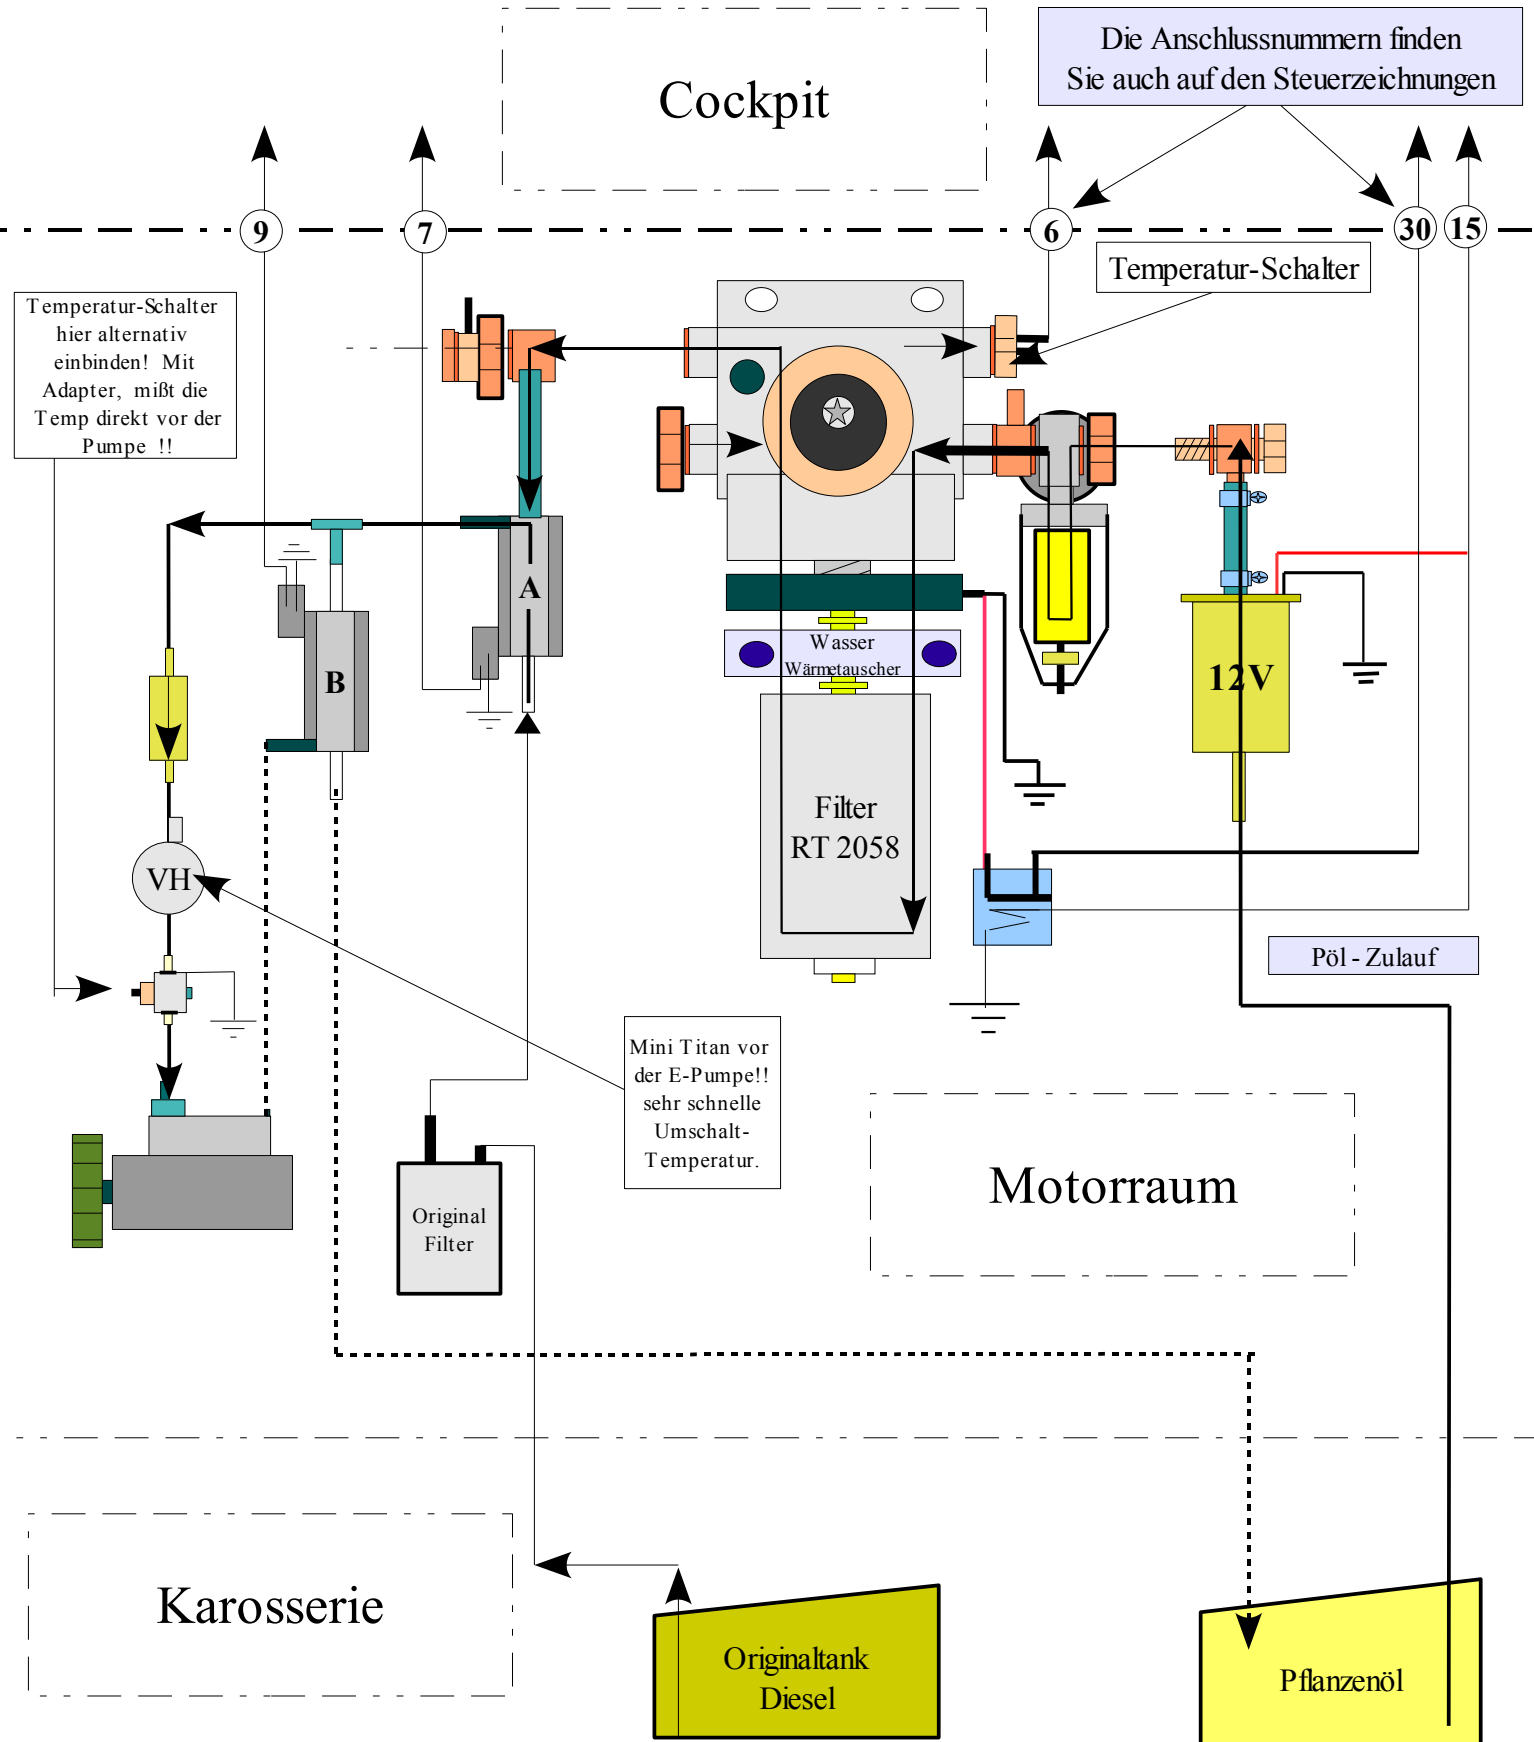 Cockpit
Die Anschlussnummern finden
Sie auch auf den Steuerzeichnungen
9
7
6
30
15
Temperatur-Schalter
Temperatur-Schalter
hier alternativ
einbinden! Mit
Adapter, mißt die
Temp direkt vor der
Pumpe !!
A
B
Wasser
Wärmetauscher
12V
Filter
RT 2058
VH
Pöl - Zulauf
Mini Titan vor
der E-Pumpe!!
sehr schnelle
Umschalt-
Temperatur.
Motorraum
Original
Filter
Karosserie
Originaltank
Diesel
Pflanzenöl